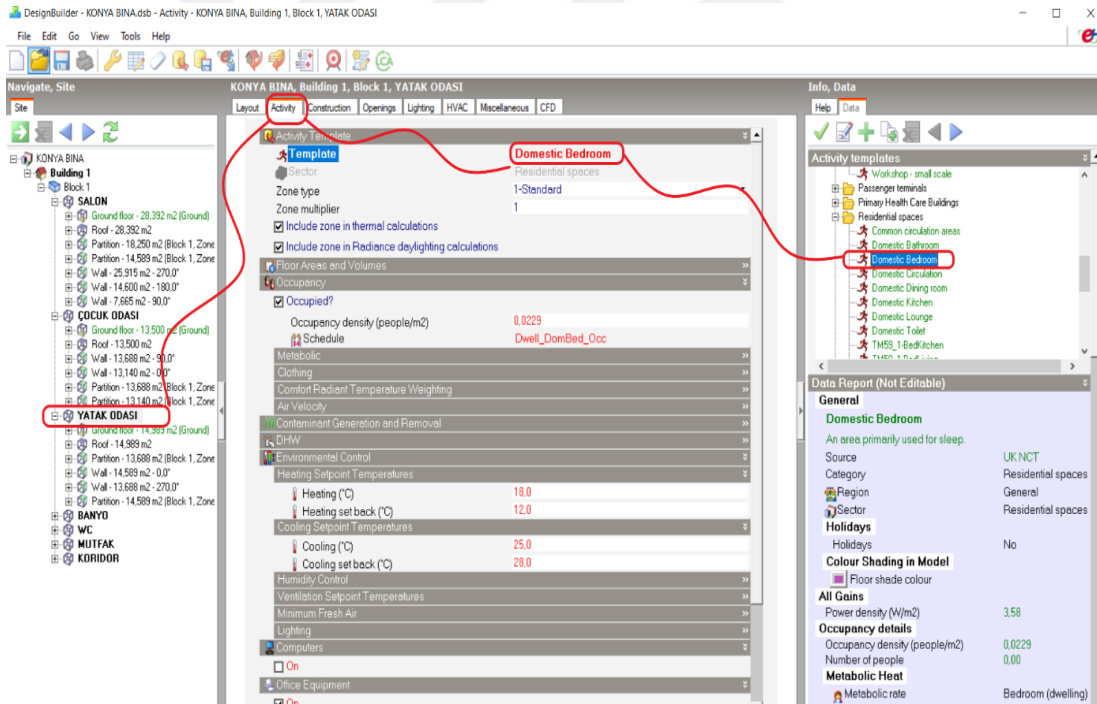 DesignBuilder - KONYA BINA.dsb - Activity - KONYA BINA, Building 1, Block 1, YATAK ODASI
File Edit Go View Tools Help
Navigate, Site
Site
KONYA BINA
Building 1
Block 1
SALON
Ground floor - 28,392 m2 (Ground)
Roof - 28,392 m2
Partition - 18,250 m2 (Block 1, Zone
Partition - 14,589 m2 (Block 1, Zone
Wall - 25,915 m2 - 270,0°
Wall - 14,600 m2 - 180,0°
Wall - 7,665 m2 - 90,0°
ÇOCUK ODASI
Ground floor - 13,500 m2 (Ground)
Roof - 13,500 m2
Wall - 13,688 m2 - 90,0°
Wall - 13,140 m2 - 0,0°
Partition - 13,688 m2 (Block 1, Zone
Partition - 13,140 m2 (Block 1, Zone
YATAK ODASI
Ground floor - 14,989 m2 (Ground)
Roof - 14,989 m2
Partition - 13,688 m2 (Block 1, Zone
Wall - 14,589 m2 - 0,0°
Wall - 13,688 m2 - 270,0°
Partition - 14,589 m2 (Block 1, Zone
BANYO
WC
MUTFAK
KORIDOR
KONYA BINA, Building 1, Block 1, YATAK ODASI
Layout Activity Construction Openings Lighting HVAC Miscellaneous CFD
Activity Template
Template Domestic Bedroom
Sector Residential spaces
Zone type 1-Standard
Zone multiplier 1
Include zone in thermal calculations
Include zone in Radiance daylighting calculations
Floor Areas and Volumes
Occupancy
Occupied?
Occupancy density (people/m2) 0,0229
Schedule Dwell_DomBed_Occ
Metabolic
Clothing
Comfort Radiant Temperature Weighting
Air Velocity
Contaminant Generation and Removal
DHW
Environmental Control
Heating Setpoint Temperatures
Heating (°C) 18,0
Heating set back (°C) 12,0
Cooling Setpoint Temperatures
Cooling (°C) 25,0
Cooling set back (°C) 28,0
Humidity Control
Ventilation Setpoint Temperatures
Minimum Fresh Air
Lighting
Computers
On
Office Equipment
On
Info, Data
Help Data
Activity templates
Workshop - small scale
Passenger terminals
Primary Health Care Buildings
Residential spaces
Common circulation areas
Domestic Bathroom
Domestic Bedroom
Domestic Circulation
Domestic Dining room
Domestic Kitchen
Domestic Lounge
Domestic Toilet
TM59_1-BedKitchen
Data Report (Not Editable)
General
Domestic Bedroom
An area primarily used for sleep.
Source UK NCT
Category Residential spaces
Region General
Sector Residential spaces
Holidays
Holidays No
Colour Shading in Model
Floor shade colour
All Gains
Power density (W/m2) 3,58
Occupancy details
Occupancy density (people/m2) 0,0229
Number of people 0,00
Metabolic Heat
Metabolic rate Bedroom (dwelling)